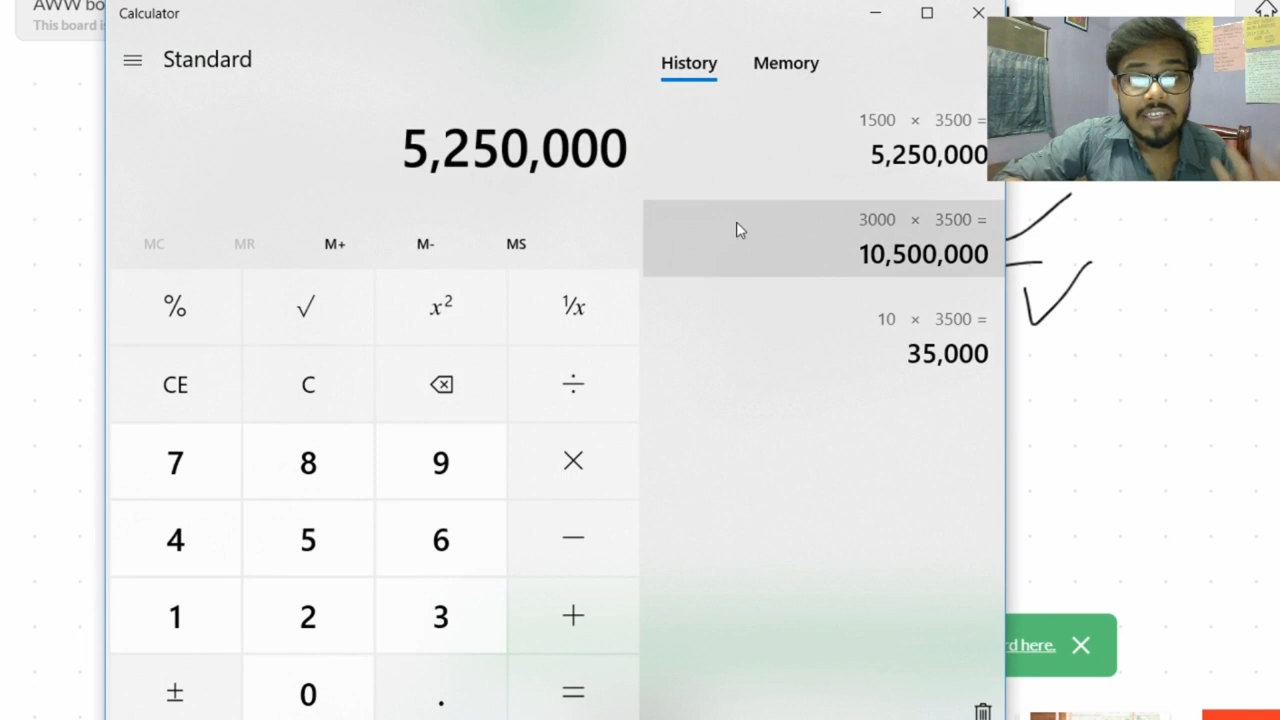 AWW bo
This board i
Calculator
Standard
History Memory
5,250,000
1500 × 3500 =
5,250,000
3000 × 3500 =
10,500,000
10 × 3500 =
35,000
MC MR M+ M- MS
% √ x² ¹/x
CE C ÷
7 8 9 ×
4 5 6 −
1 2 3 +
± 0 . =
rd here.